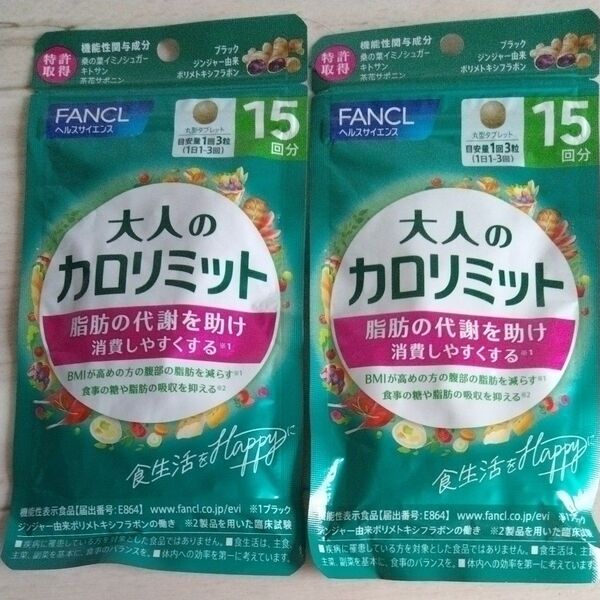 特許
取得
機能性関与成分
桑の葉イミノシュガー
キトサン
茶花サポニン
ブラック
ジンジャー由来
ポリメトキシフラボン
FANCL
ヘルスサイエンス
丸型タブレット
目安量1回3粒
(1日1-3回)
15
回分
大人の
カロリミット
脂肪の代謝を助け
消費しやすくする※1
BMIが高めの方の腹部の脂肪を減らす※1
食事の糖や脂肪の吸収を抑える※2
食生活をHappyに
機能性表示食品【届出番号:E864】 www.fancl.co.jp/evi ※1ブラック
ジンジャー由来ポリメトキシフラボンの働き ※2製品を用いた臨床試験
■疾病に罹患している方を対象とした食品ではありません。■食生活は、主食、
主菜、副菜を基本に、食事のバランスを。■体内への効率を第一に考えています。
特許
取得
機能性関与成分
桑の葉イミノシュガー
キトサン
茶花サポニン
ブラック
ジンジャー由来
ポリメトキシフラボン
FANCL
ヘルスサイエンス
丸型タブレット
目安量1回3粒
(1日1-3回)
15
回分
大人の
カロリミット
脂肪の代謝を助け
消費しやすくする※1
BMIが高めの方の腹部の脂肪を減らす※1
食事の糖や脂肪の吸収を抑える※2
食生活をHappyに
機能性表示食品【届出番号:E864】 www.fancl.co.jp/evi ※1ブラック
ジンジャー由来ポリメトキシフラボンの働き ※2製品を用いた臨床試験
■疾病に罹患している方を対象とした食品ではありません。■食生活は、主食、
主菜、副菜を基本に、食事のバランスを。■体内への効率を第一に考えています。